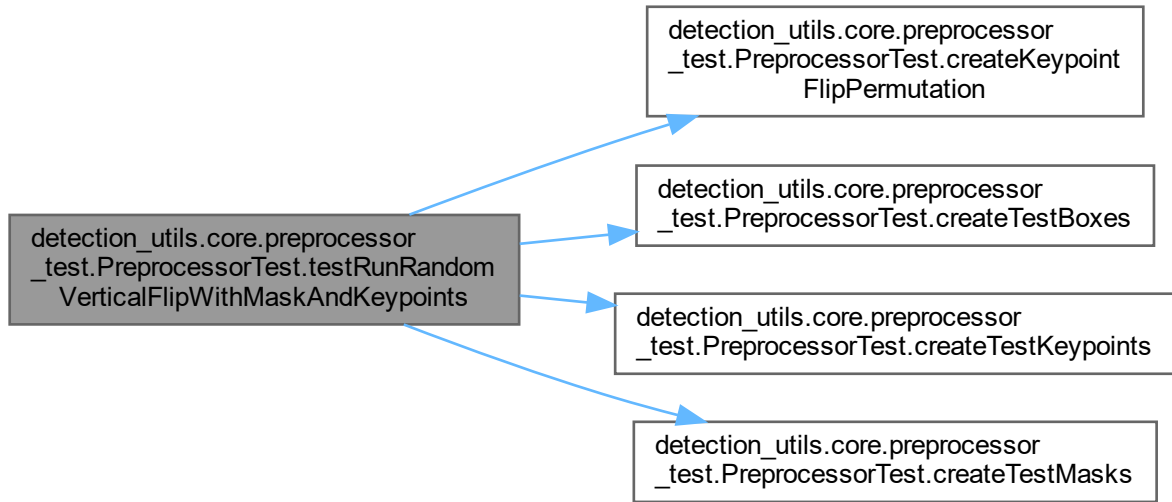 detection_utils.core.preprocessor
_test.PreprocessorTest.testRunRandom
VerticalFlipWithMaskAndKeypoints
detection_utils.core.preprocessor
_test.PreprocessorTest.createKeypoint
FlipPermutation
detection_utils.core.preprocessor
_test.PreprocessorTest.createTestBoxes
detection_utils.core.preprocessor
_test.PreprocessorTest.createTestKeypoints
detection_utils.core.preprocessor
_test.PreprocessorTest.createTestMasks